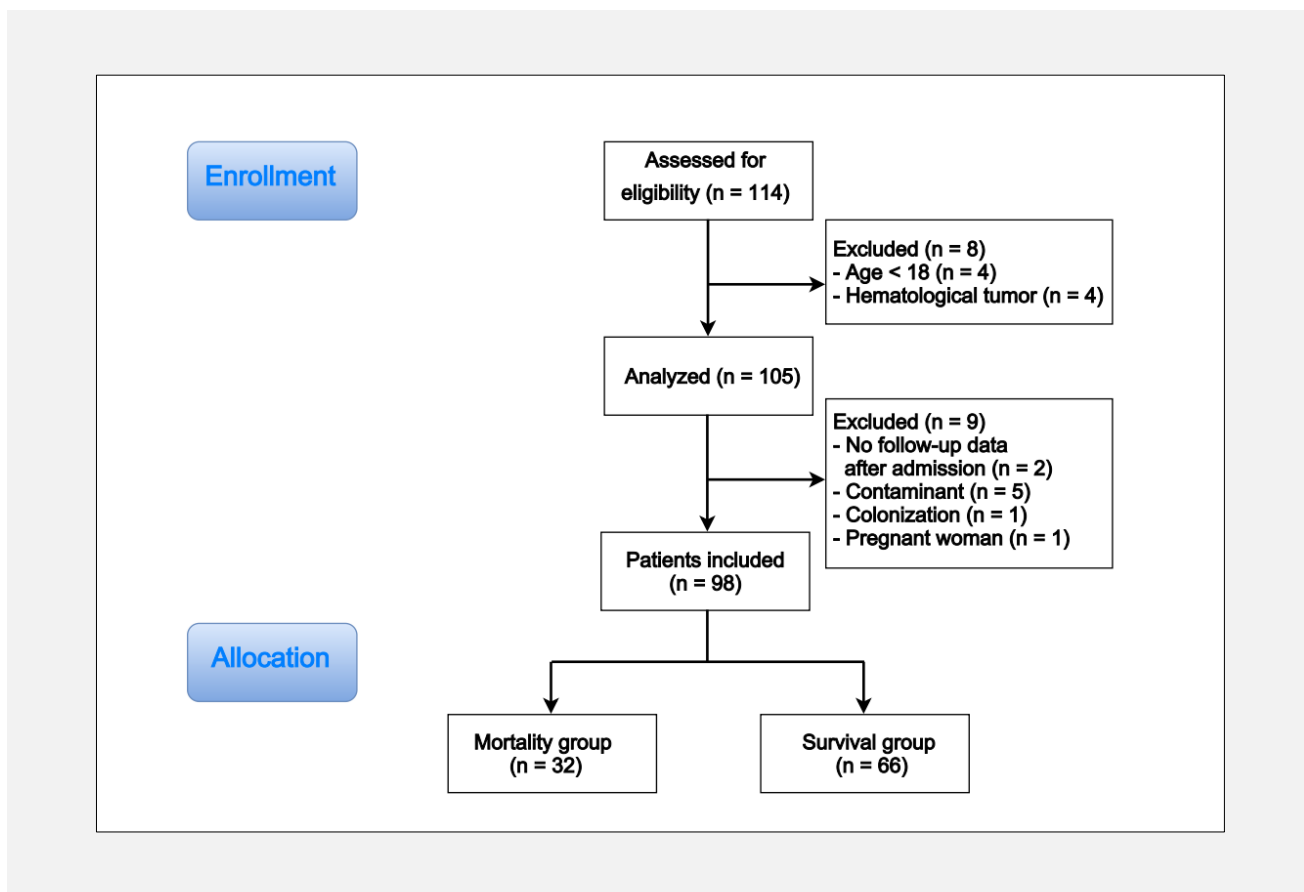 Enrollment
Assessed for
eligibility (n = 114)
Excluded (n = 8)
- Age < 18 (n = 4)
- Hematological tumor (n = 4)
Analyzed (n = 105)
Excluded (n = 9)
- No follow-up data
after admission (n = 2)
- Contaminant (n = 5)
- Colonization (n = 1)
- Pregnant woman (n = 1)
Patients included
(n = 98)
Allocation
Mortality group
(n = 32)
Survival group
(n = 66)